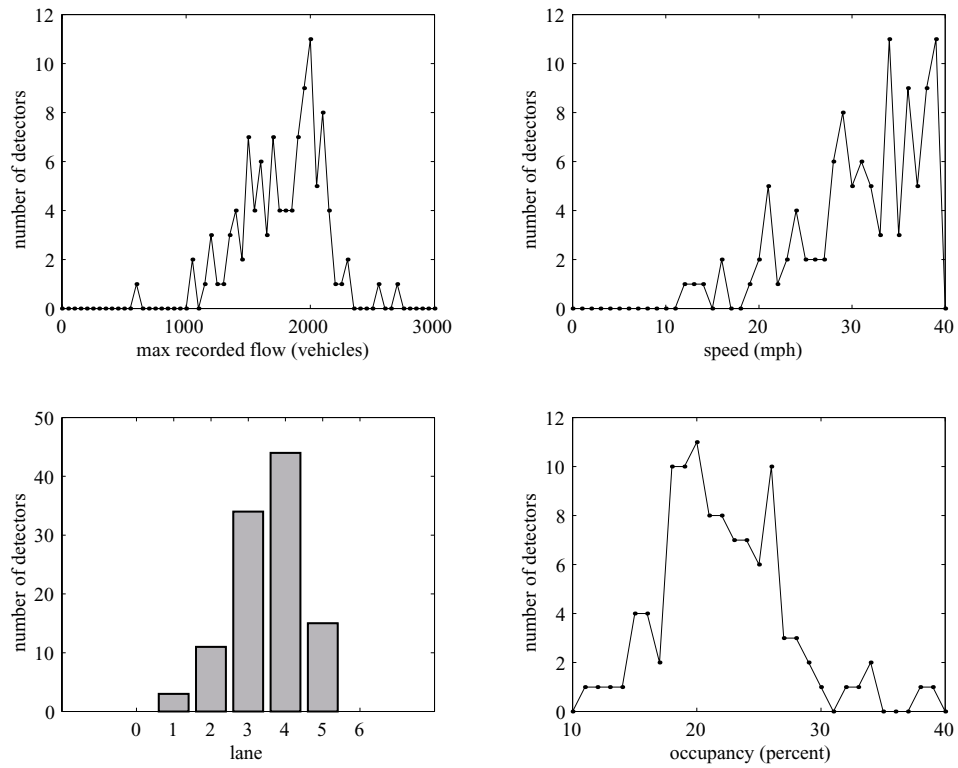 12
10
8
6
4
2
0
number of detectors
0 1000 2000 3000
max recorded flow (vehicles)
12
10
8
6
4
2
0
number of detectors
0 10 20 30 40
speed (mph)
50
40
30
20
10
0
number of detectors
0 1 2 3 4 5 6
lane
12
10
8
6
4
2
0
number of detectors
10 20 30 40
occupancy (percent)